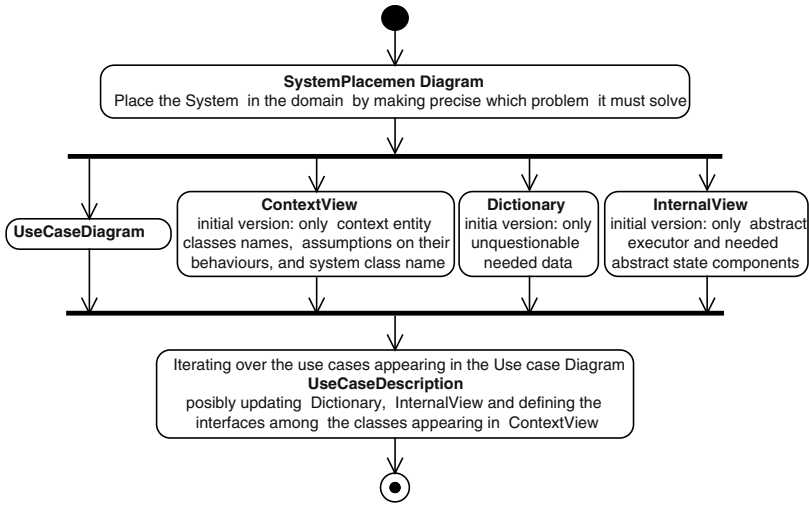 SystemPlacemen Diagram
Place the System in the domain by making precise which problem it must solve
UseCaseDiagram
ContextView
initial version: only context entity
classes names, assumptions on their
behaviours, and system class name
Dictionary
initia version: only
unquestionable
needed data
InternalView
initial version: only abstract
executor and needed
abstract state components
Iterating over the use cases appearing in the Use case Diagram
UseCaseDescription
posibly updating Dictionary, InternalView and defining the
interfaces among the classes appearing in ContextView